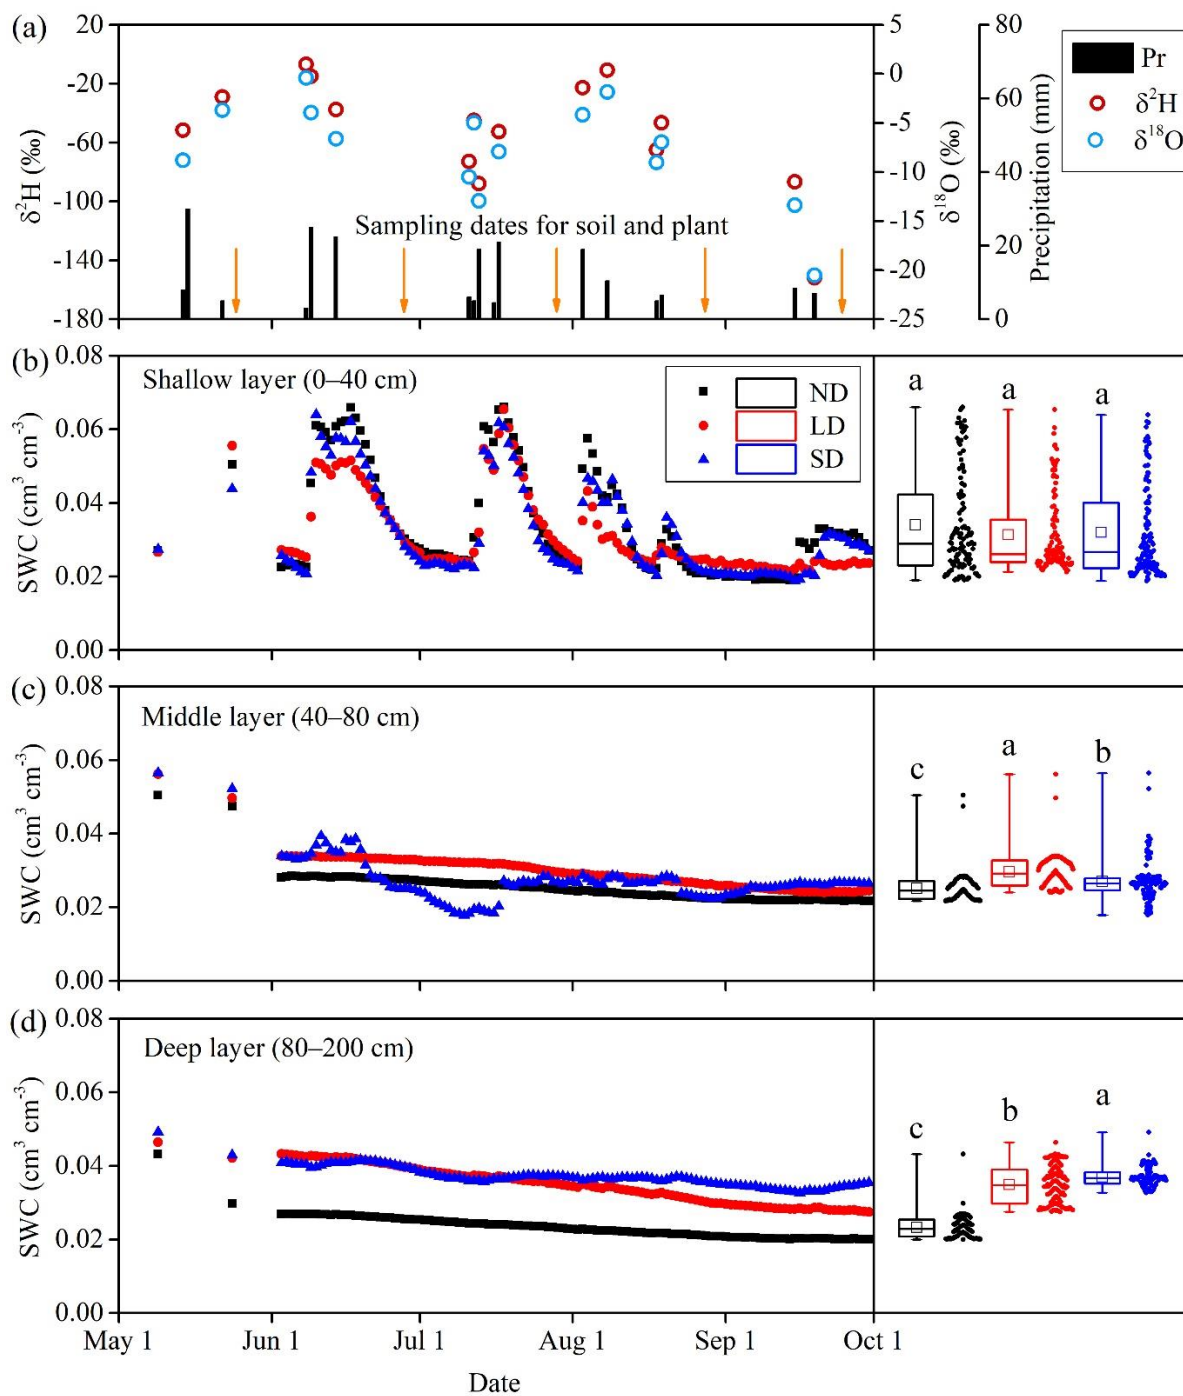 (a)
20
-20
-60
-100
-140
-180
δ²H (‰)
5
0
-5
-10
-15
-20
-25
δ¹⁸O (‰)
80
60
40
20
0
Precipitation (mm)
Pr
δ²H
δ¹⁸O
Sampling dates for soil and plant
(b)
0.08
0.06
0.04
0.02
0.00
SWC (cm³ cm⁻³)
Shallow layer (0–40 cm)
ND
LD
SD
a
a
a
(c)
0.08
0.06
0.04
0.02
0.00
SWC (cm³ cm⁻³)
Middle layer (40–80 cm)
c
a
b
(d)
0.08
0.06
0.04
0.02
0.00
SWC (cm³ cm⁻³)
Deep layer (80–200 cm)
c
b
a
May 1
Jun 1
Jul 1
Aug 1
Sep 1
Oct 1
Date